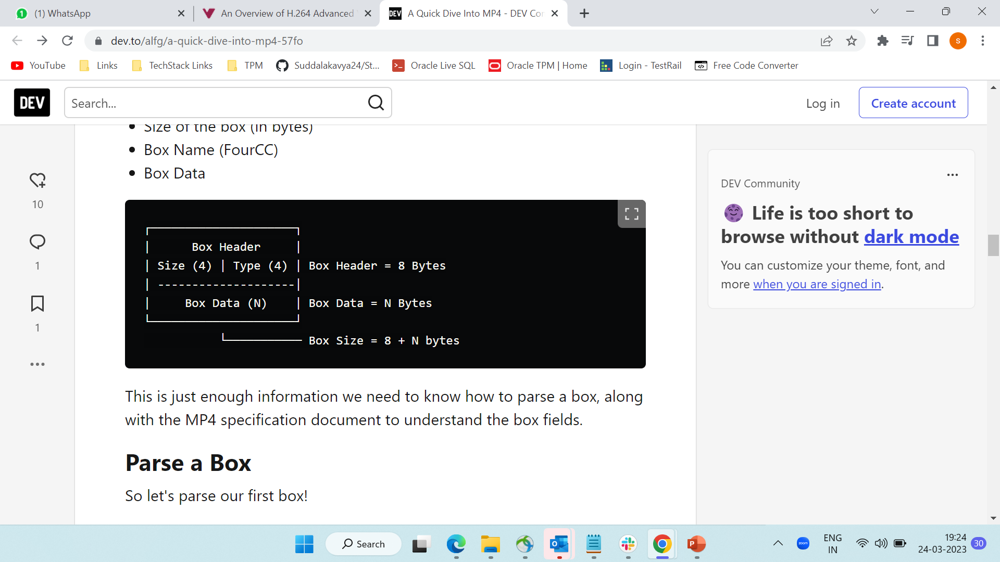 1 (1) WhatsApp
An Overview of H.264 Advanced
DEV A Quick Dive Into MP4 - DEV Co
dev.to/alfg/a-quick-dive-into-mp4-57fo
s
YouTube Links TechStack Links TPM Suddalakavya24/St... Oracle Live SQL Oracle TPM | Home Login - TestRail Free Code Converter
DEV Search... Log in Create account
Size of the box (in bytes)
Box Name (FourCC)
Box Data
10
1
1
Box Header
Size (4) | Type (4) | Box Header = 8 Bytes
---------------------
Box Data (N) | Box Data = N Bytes
Box Size = 8 + N bytes
This is just enough information we need to know how to parse a box, along
with the MP4 specification document to understand the box fields.
Parse a Box
So let's parse our first box!
DEV Community
Life is too short to
browse without dark mode
You can customize your theme, font, and
more when you are signed in.
Search
zoom
ENG
IN
19:24
24-03-2023
30